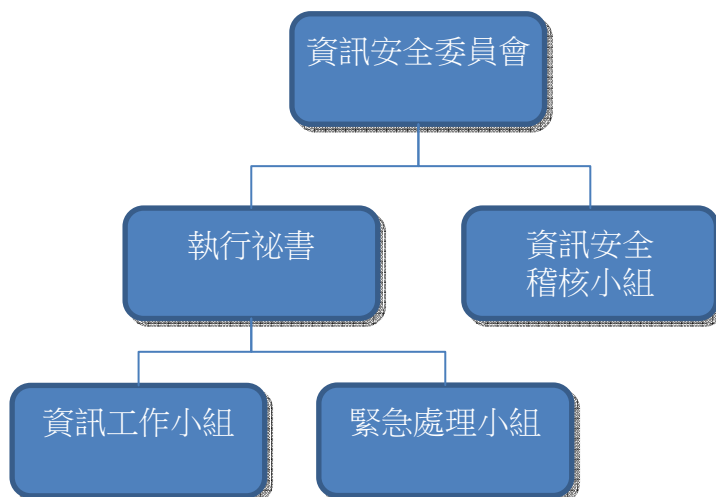 資訊安全委員會
執行祕書
資訊安全
稽核小組
資訊工作小組
緊急處理小組